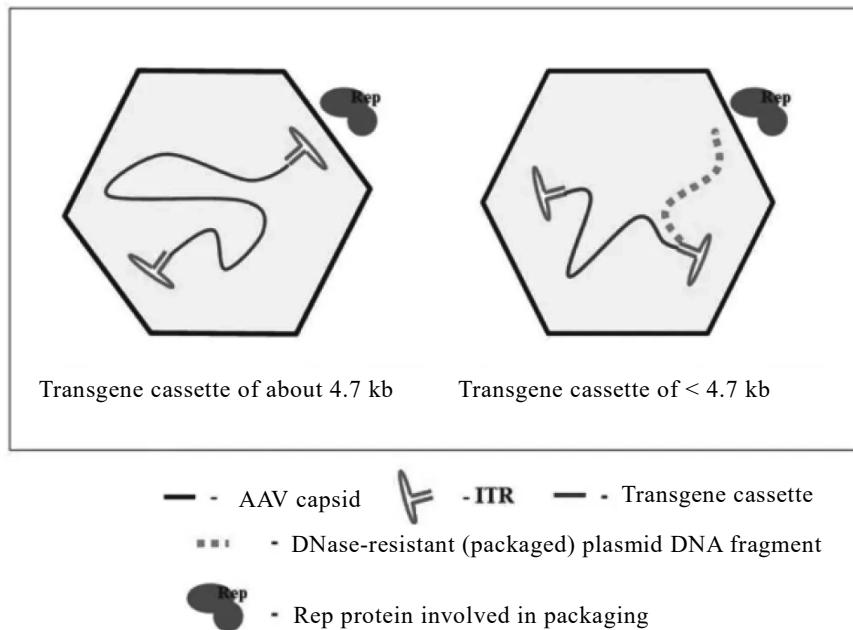 Rep
Rep
Transgene cassette of about 4.7 kb
Transgene cassette of < 4.7 kb
- AAV capsid
- ITR
- Transgene cassette
- DNase-resistant (packaged) plasmid DNA fragment
Rep
- Rep protein involved in packaging